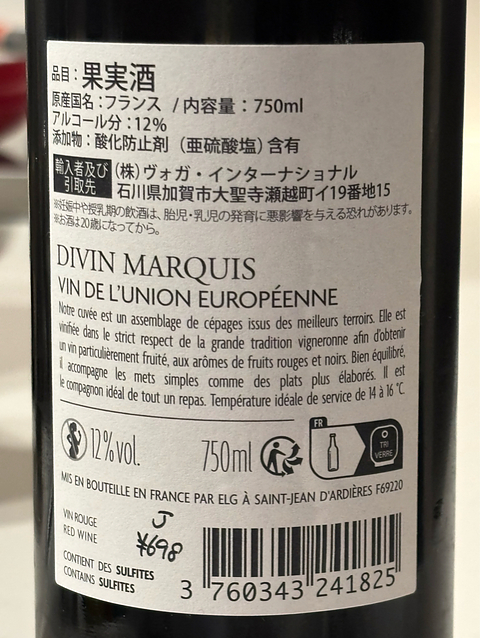 品目：果実酒
原産国名：フランス / 内容量：750ml
アルコール分：12%
添加物：酸化防止剤（亜硫酸塩）含有
輸入者及び引取先 (株)ヴォガ・インターナショナル
石川県加賀市大聖寺瀬越町イ19番地15
※妊娠中や授乳期の飲酒は、胎児・乳児の発育に悪影響を与える恐れがあります。
※お酒は20歳になってから。
DIVIN MARQUIS
VIN DE L'UNION EUROPÉENNE
Notre cuvée est un assemblage de cépages issus des meilleurs terroirs. Elle est
vinifiée dans le strict respect de la grande tradition vigneronne afin d'obtenir
un vin particulièrement fruité, aux arômes de fruits rouges et noirs. Bien équilibré,
il accompagne les mets simples comme des plats plus élaborés. Il est
le compagnon idéal de tout un repas. Température idéale de service de 14 à 16 °C.
12%vol. 750ml FR TRI VERRE
MIS EN BOUTEILLE EN FRANCE PAR ELG À SAINT-JEAN D'ARDIÈRES F69220
VIN ROUGE
RED WINE
J
¥698
CONTIENT DES SULFITES
CONTAINS SULFITES
3 760343 241825